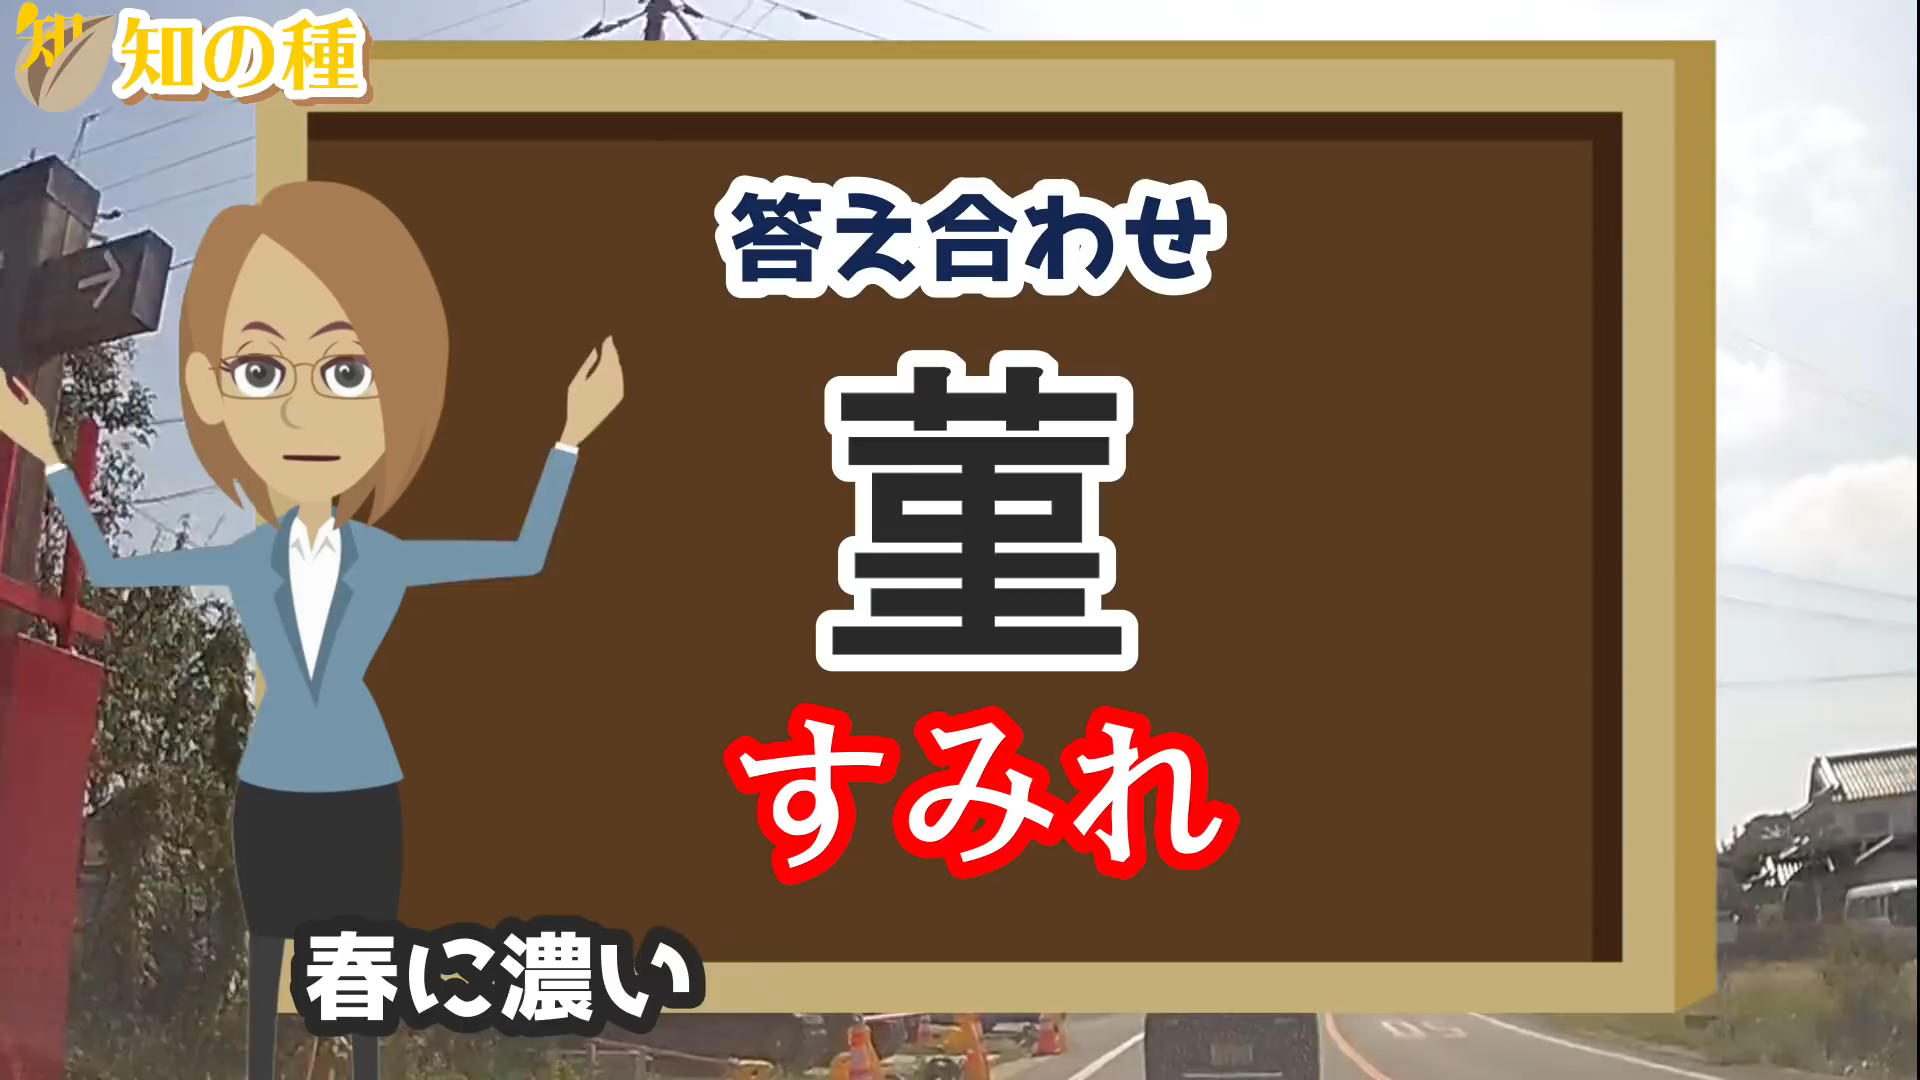 知の種
答え合わせ
菫
すみれ
春に濃い